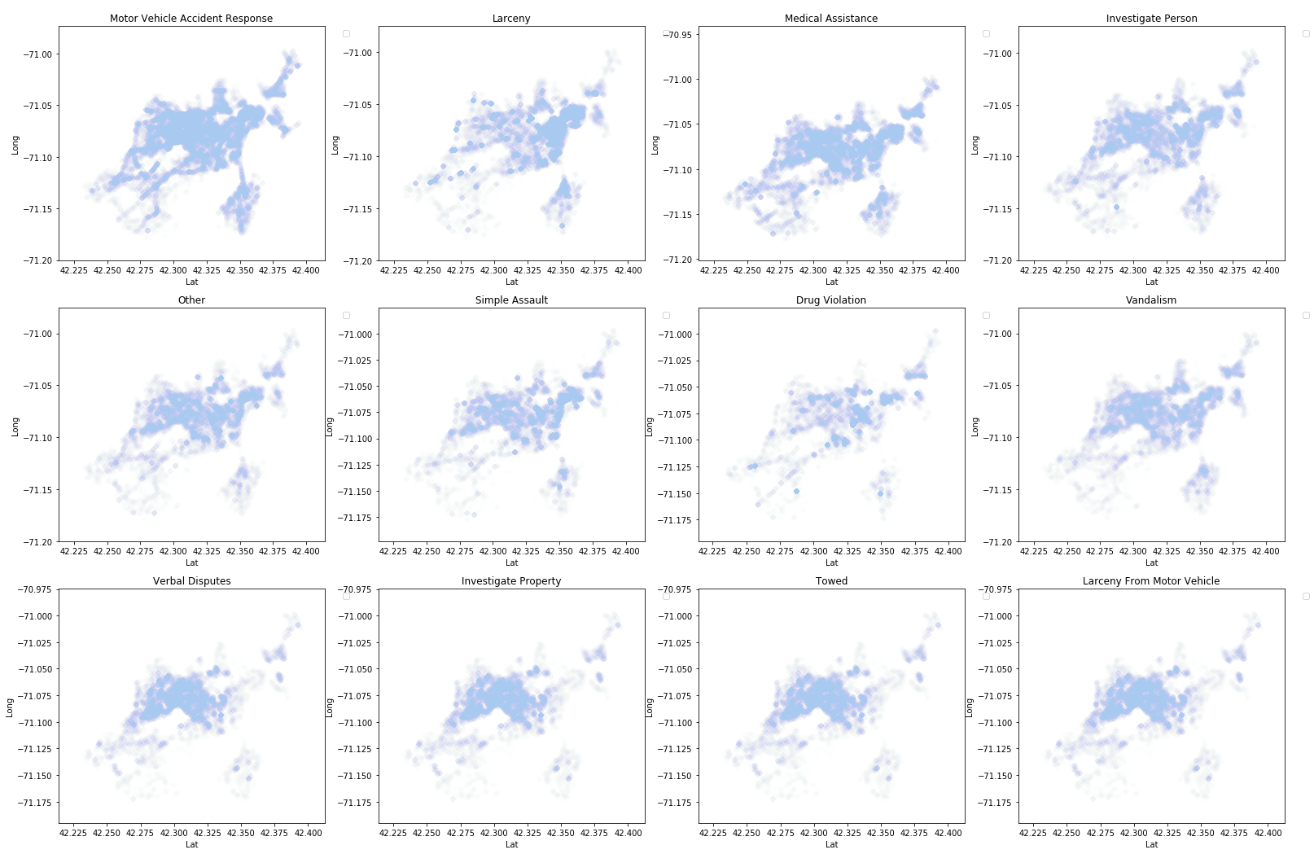 Motor Vehicle Accident Response
Larceny
Medical Assistance
Investigate Person
−71.00
−71.05
−71.10
−71.15
−71.20
Long
42.225 42.250 42.275 42.300 42.325 42.350 42.375 42.400
Lat
−71.00
−71.05
−71.10
−71.15
−71.20
Long
42.225 42.250 42.275 42.300 42.325 42.350 42.375 42.400
Lat
−70.95
−71.00
−71.05
−71.10
−71.15
−71.20
Long
42.225 42.250 42.275 42.300 42.325 42.350 42.375 42.400
Lat
−71.00
−71.05
−71.10
−71.15
−71.20
Long
42.225 42.250 42.275 42.300 42.325 42.350 42.375 42.400
Lat
Other
Simple Assault
Drug Violation
Vandalism
−71.00
−71.05
−71.10
−71.15
−71.20
Long
42.225 42.250 42.275 42.300 42.325 42.350 42.375 42.400
Lat
−71.000
−71.025
−71.050
−71.075
−71.100
−71.125
−71.150
−71.175
Long
42.225 42.250 42.275 42.300 42.325 42.350 42.375 42.400
Lat
−71.000
−71.025
−71.050
−71.075
−71.100
−71.125
−71.150
−71.175
Long
42.225 42.250 42.275 42.300 42.325 42.350 42.375 42.400
Lat
−71.00
−71.05
−71.10
−71.15
−71.20
Long
42.225 42.250 42.275 42.300 42.325 42.350 42.375 42.400
Lat
Verbal Disputes
Investigate Property
Towed
Larceny From Motor Vehicle
−70.975
−71.000
−71.025
−71.050
−71.075
−71.100
−71.125
−71.150
−71.175
Long
42.225 42.250 42.275 42.300 42.325 42.350 42.375 42.400
Lat
−70.975
−71.000
−71.025
−71.050
−71.075
−71.100
−71.125
−71.150
−71.175
Long
42.225 42.250 42.275 42.300 42.325 42.350 42.375 42.400
Lat
−70.975
−71.000
−71.025
−71.050
−71.075
−71.100
−71.125
−71.150
−71.175
Long
42.225 42.250 42.275 42.300 42.325 42.350 42.375 42.400
Lat
−70.975
−71.000
−71.025
−71.050
−71.075
−71.100
−71.125
−71.150
−71.175
Long
42.225 42.250 42.275 42.300 42.325 42.350 42.375 42.400
Lat